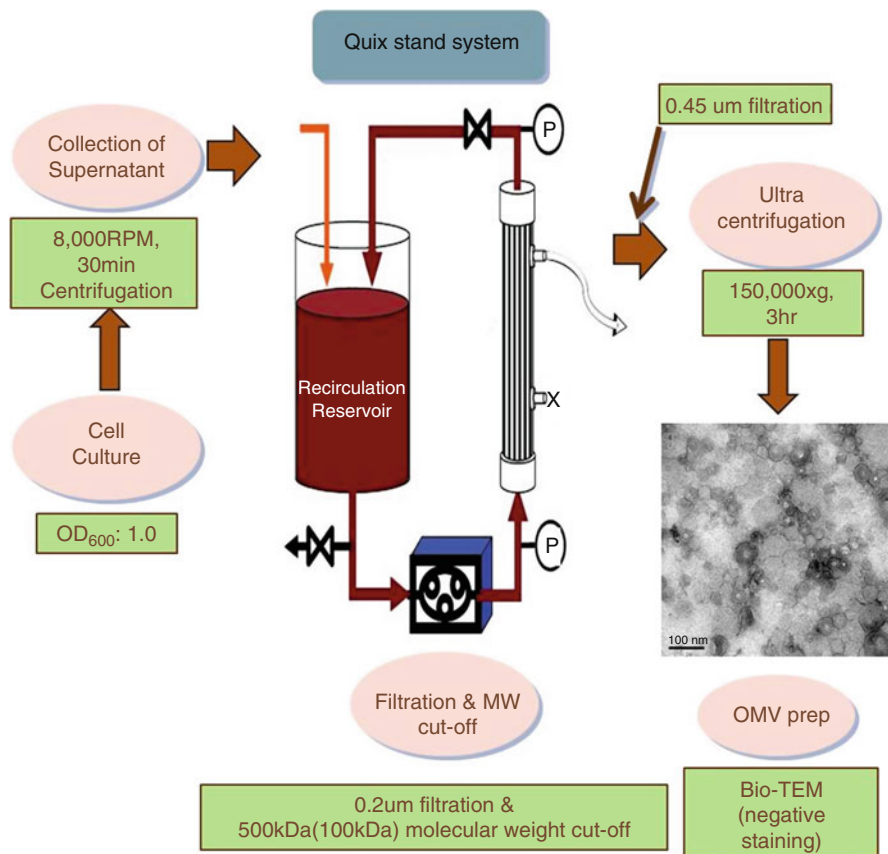 Quix stand system
0.45 um filtration
Collection of
Supernatant
P
Ultra
centrifugation
8,000RPM,
30min
Centrifugation
150,000xg,
3hr
Recirculation
Reservoir
X
Cell
Culture
OD₆₀₀: 1.0
P
100 nm
Filtration & MW
cut-off
OMV prep
0.2um filtration &
500kDa(100kDa) molecular weight cut-off
Bio-TEM
(negative
staining)